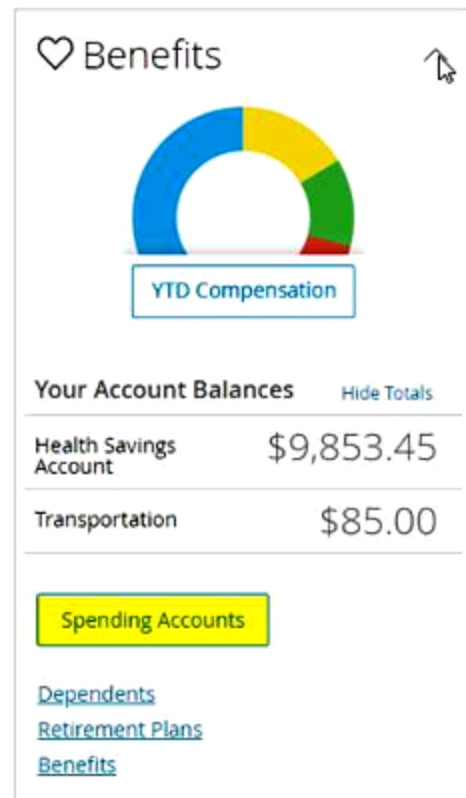 Benefits
YTD Compensation
Your Account Balances Hide Totals
Health Savings
Account
$9,853.45
Transportation $85.00
Spending Accounts
Dependents
Retirement Plans
Benefits